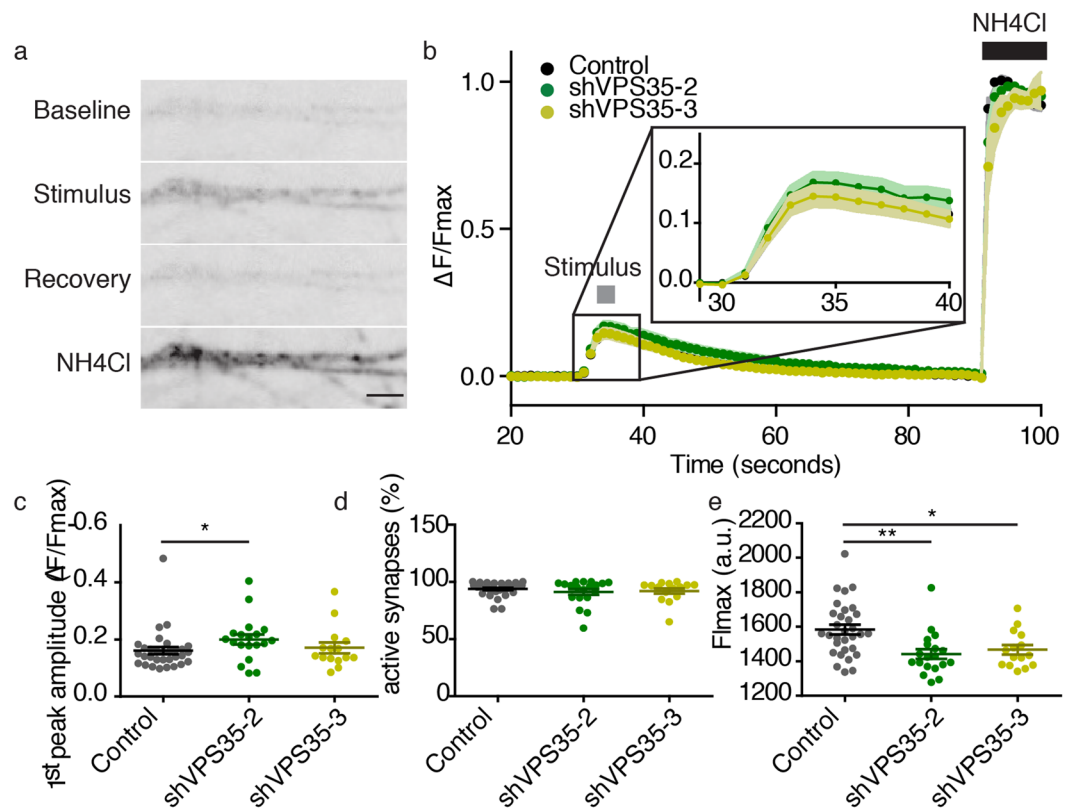 a
Baseline
Stimulus
Recovery
NH4Cl
b
NH4Cl
Control
shVPS35-2
shVPS35-3
ΔF/Fmax
1.0
0.5
0.0
Stimulus
0.2
0.1
0.0
30 35 40
20 40 60 80 100
Time (seconds)
c
1st peak amplitude (ΔF/Fmax)
0.6
0.4
0.2
0.0
*
Control
shVPS35-2
shVPS35-3
d
active synapses (%)
150
100
50
0
Control
shVPS35-2
shVPS35-3
e
FImax (a.u.)
2200
2000
1800
1600
1400
1200
*
**
Control
shVPS35-2
shVPS35-3